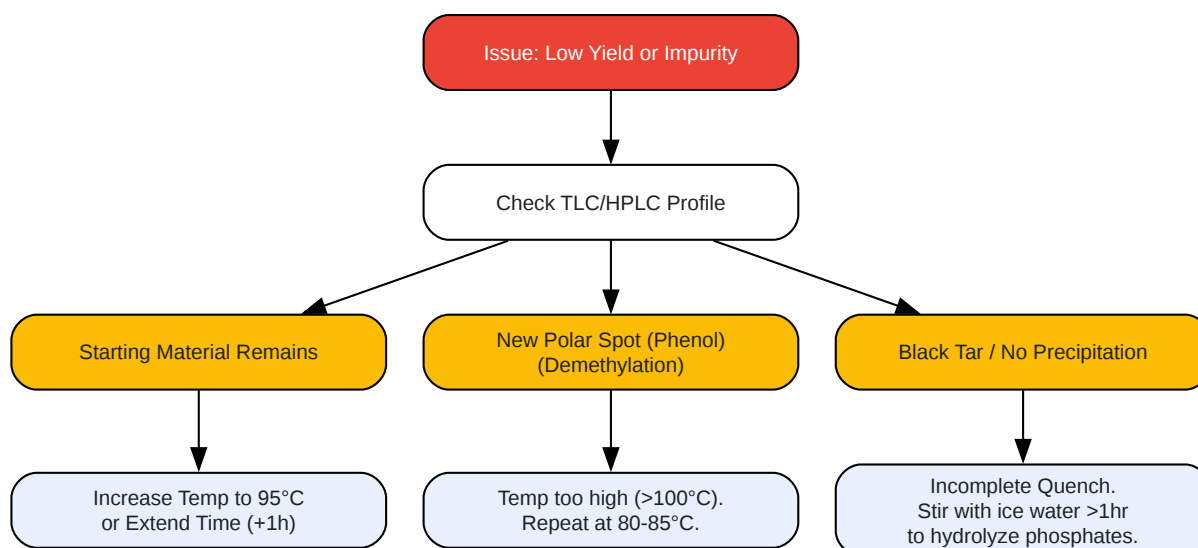 Issue: Low Yield or Impurity
Check TLC/HPLC Profile
Starting Material Remains
New Polar Spot (Phenol)
(Demethylation)
Black Tar / No Precipitation
Increase Temp to 95°C
or Extend Time (+1h)
Temp too high (>100°C).
Repeat at 80-85°C.
Incomplete Quench.
Stir with ice water >1hr
to hydrolyze phosphates.